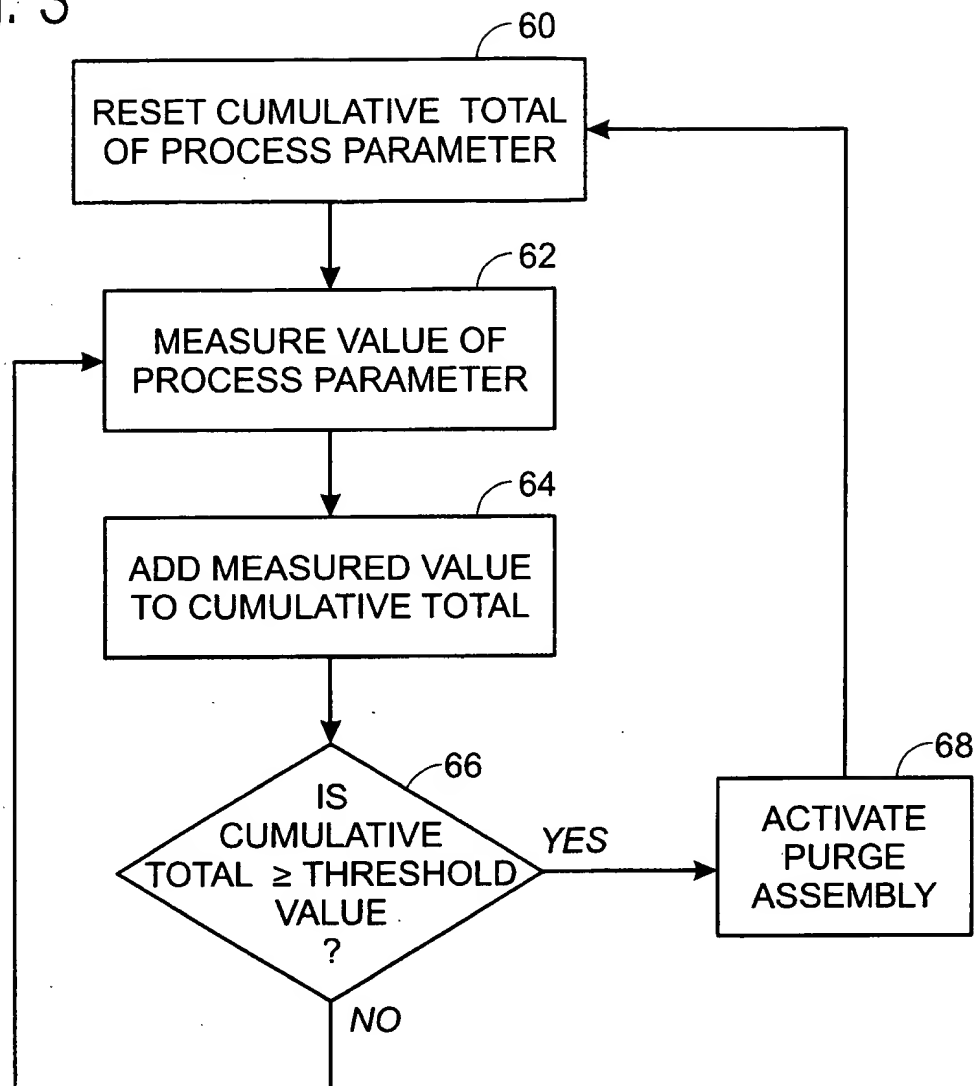 3
60
RESET CUMULATIVE TOTAL
OF PROCESS PARAMETER
62
MEASURE VALUE OF
PROCESS PARAMETER
64
ADD MEASURED VALUE
TO CUMULATIVE TOTAL
66
IS
CUMULATIVE
TOTAL ≥ THRESHOLD
VALUE
?
YES
68
ACTIVATE
PURGE
ASSEMBLY
NO